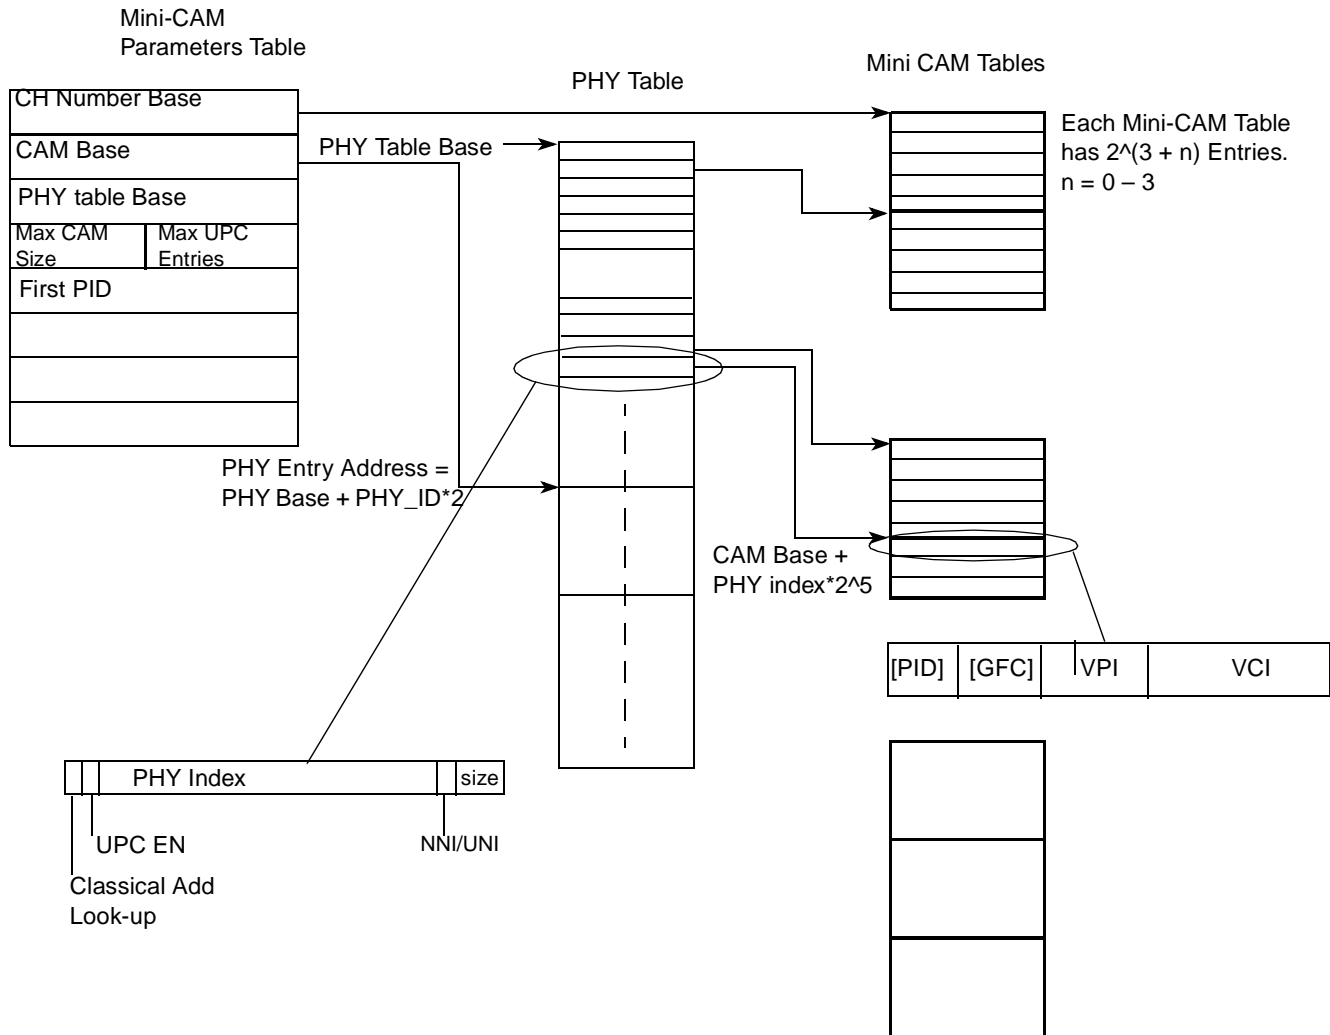 Mini-CAM
Parameters Table
CH Number Base
CAM Base
PHY table Base
Max CAM
Size
Max UPC
Entries
First PID
PHY Table
PHY Table Base
Mini CAM Tables
Each Mini-CAM Table
has 2^(3 + n) Entries.
n = 0 – 3
PHY Entry Address =
PHY Base + PHY_ID*2
CAM Base +
PHY index*2^5
[PID]
[GFC]
VPI
VCI
PHY Index
size
UPC EN
NNI/UNI
Classical Add
Look-up